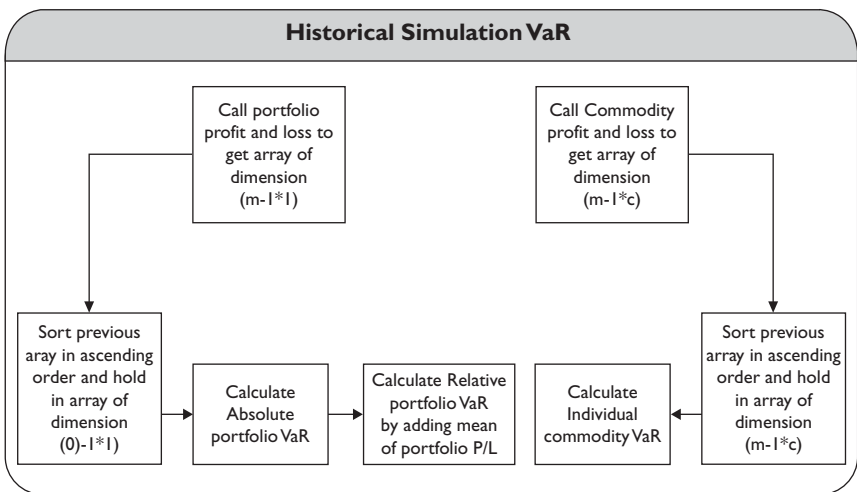 Historical Simulation VaR
Call portfolio
profit and loss to
get array of
dimension
(m-1*1)
Call Commodity
profit and loss to
get array of
dimension
(m-1*c)
Sort previous
aray in ascending
order and hold
in array of
dimension
(0)-1*1)
Calculate
Absolute
portfolio VaR
Calculate Relative
portfolio VaR
by adding mean
of portfolio P/L
Calculate
Individual
commodity VaR
Sort previous
array in ascending
order and hold
in array of
dimension
(m-1*c)